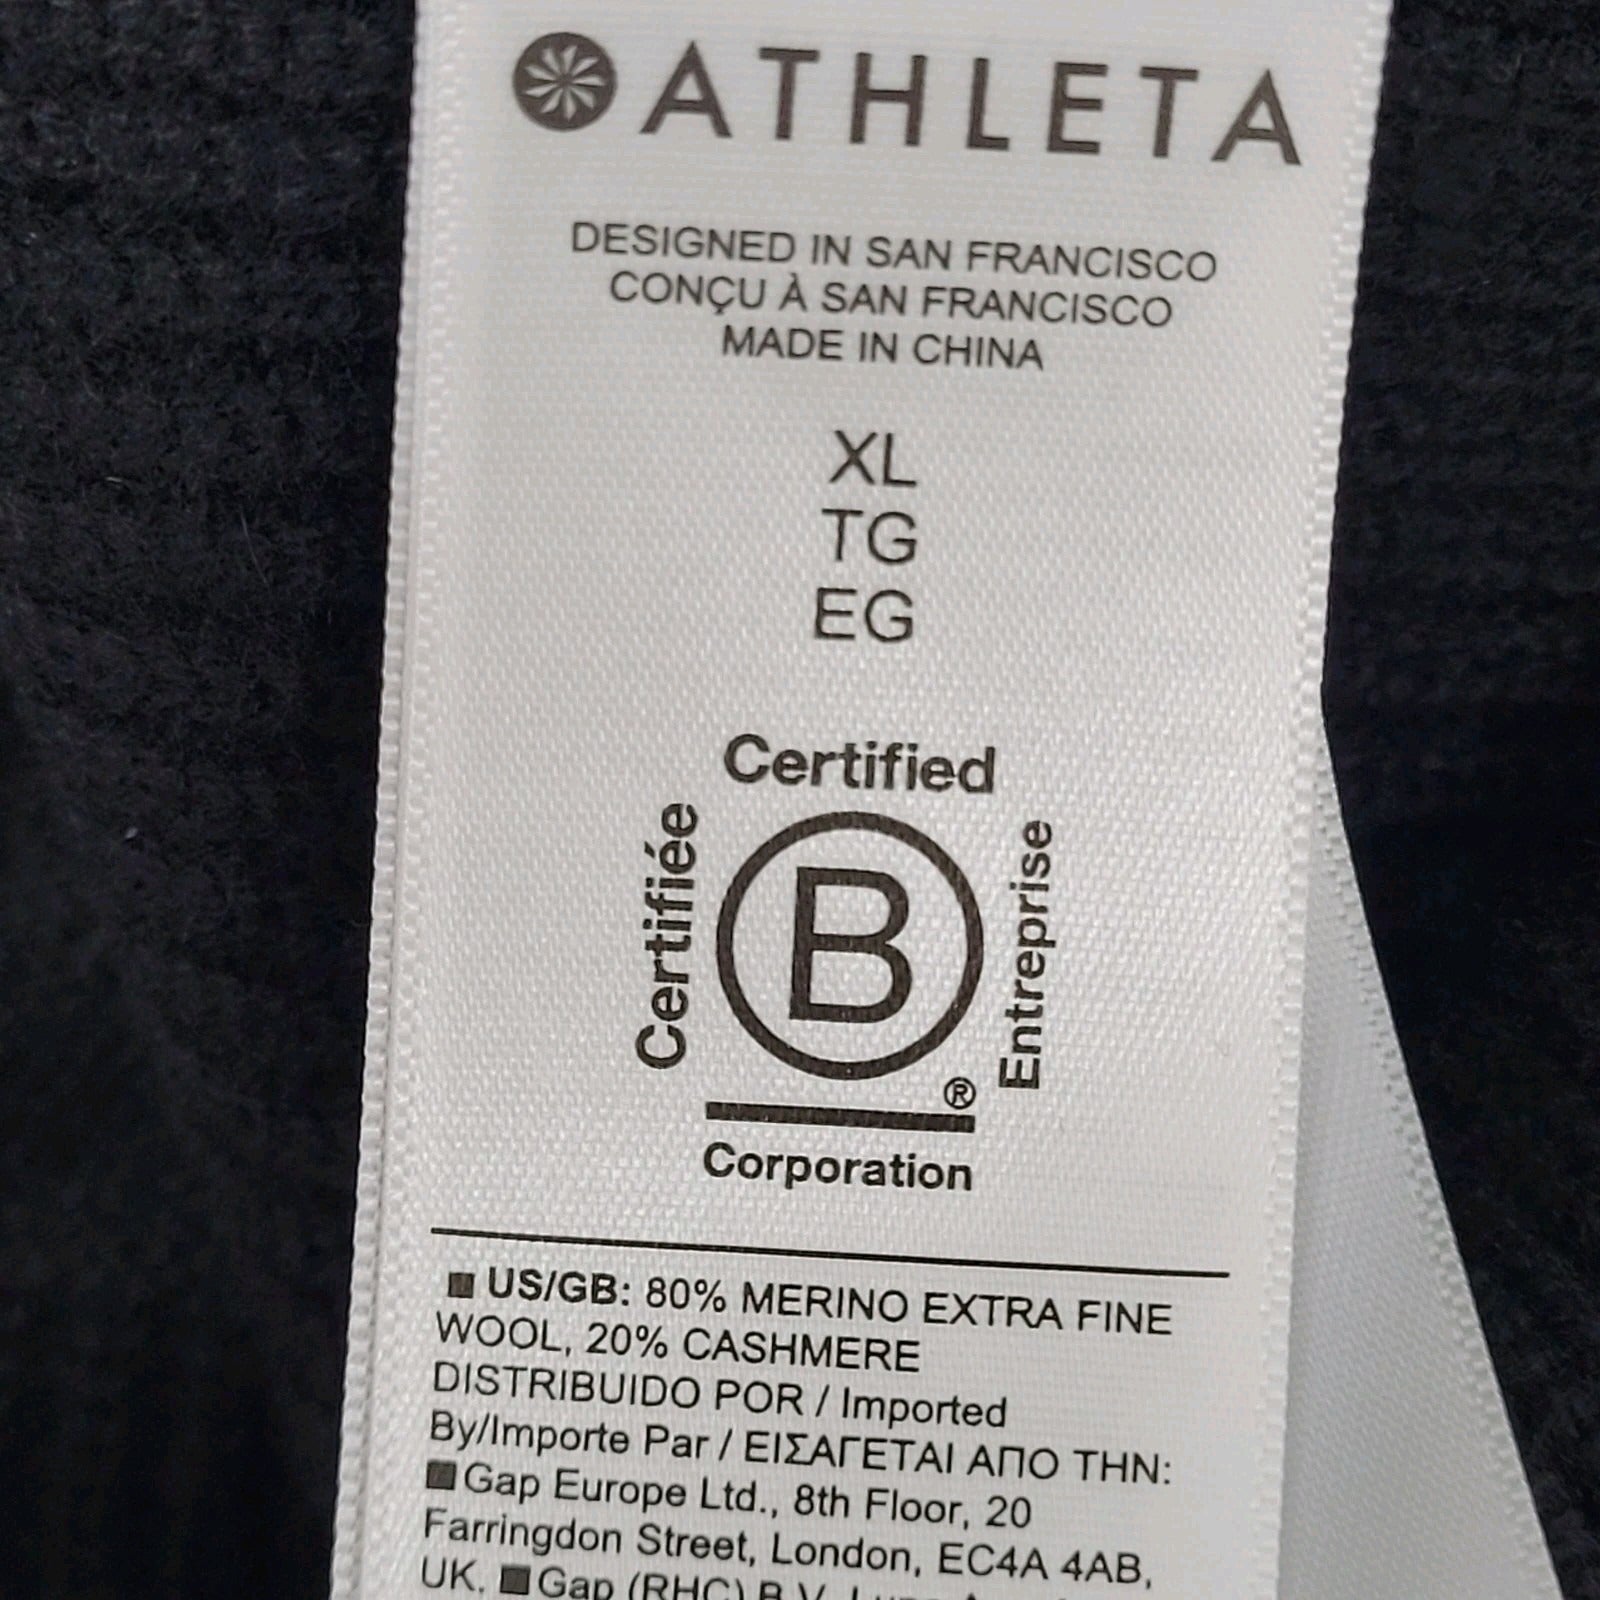 ATHLETA
DESIGNED IN SAN FRANCISCO
CONÇU À SAN FRANCISCO
MADE IN CHINA
XL
TG
EG
Certified
Certifiée
B
Entreprise
®
Corporation
US/GB: 80% MERINO EXTRA FINE
WOOL, 20% CASHMERE
DISTRIBUIDO POR / Imported
By/Importe Par / ΕΙΣΑΓΕΤΑΙ ΑΠΟ ΤΗΝ:
Gap Europe Ltd., 8th Floor, 20
Farringdon Street, London, EC4A 4AB,
UK. Gap (RHC) B.V.